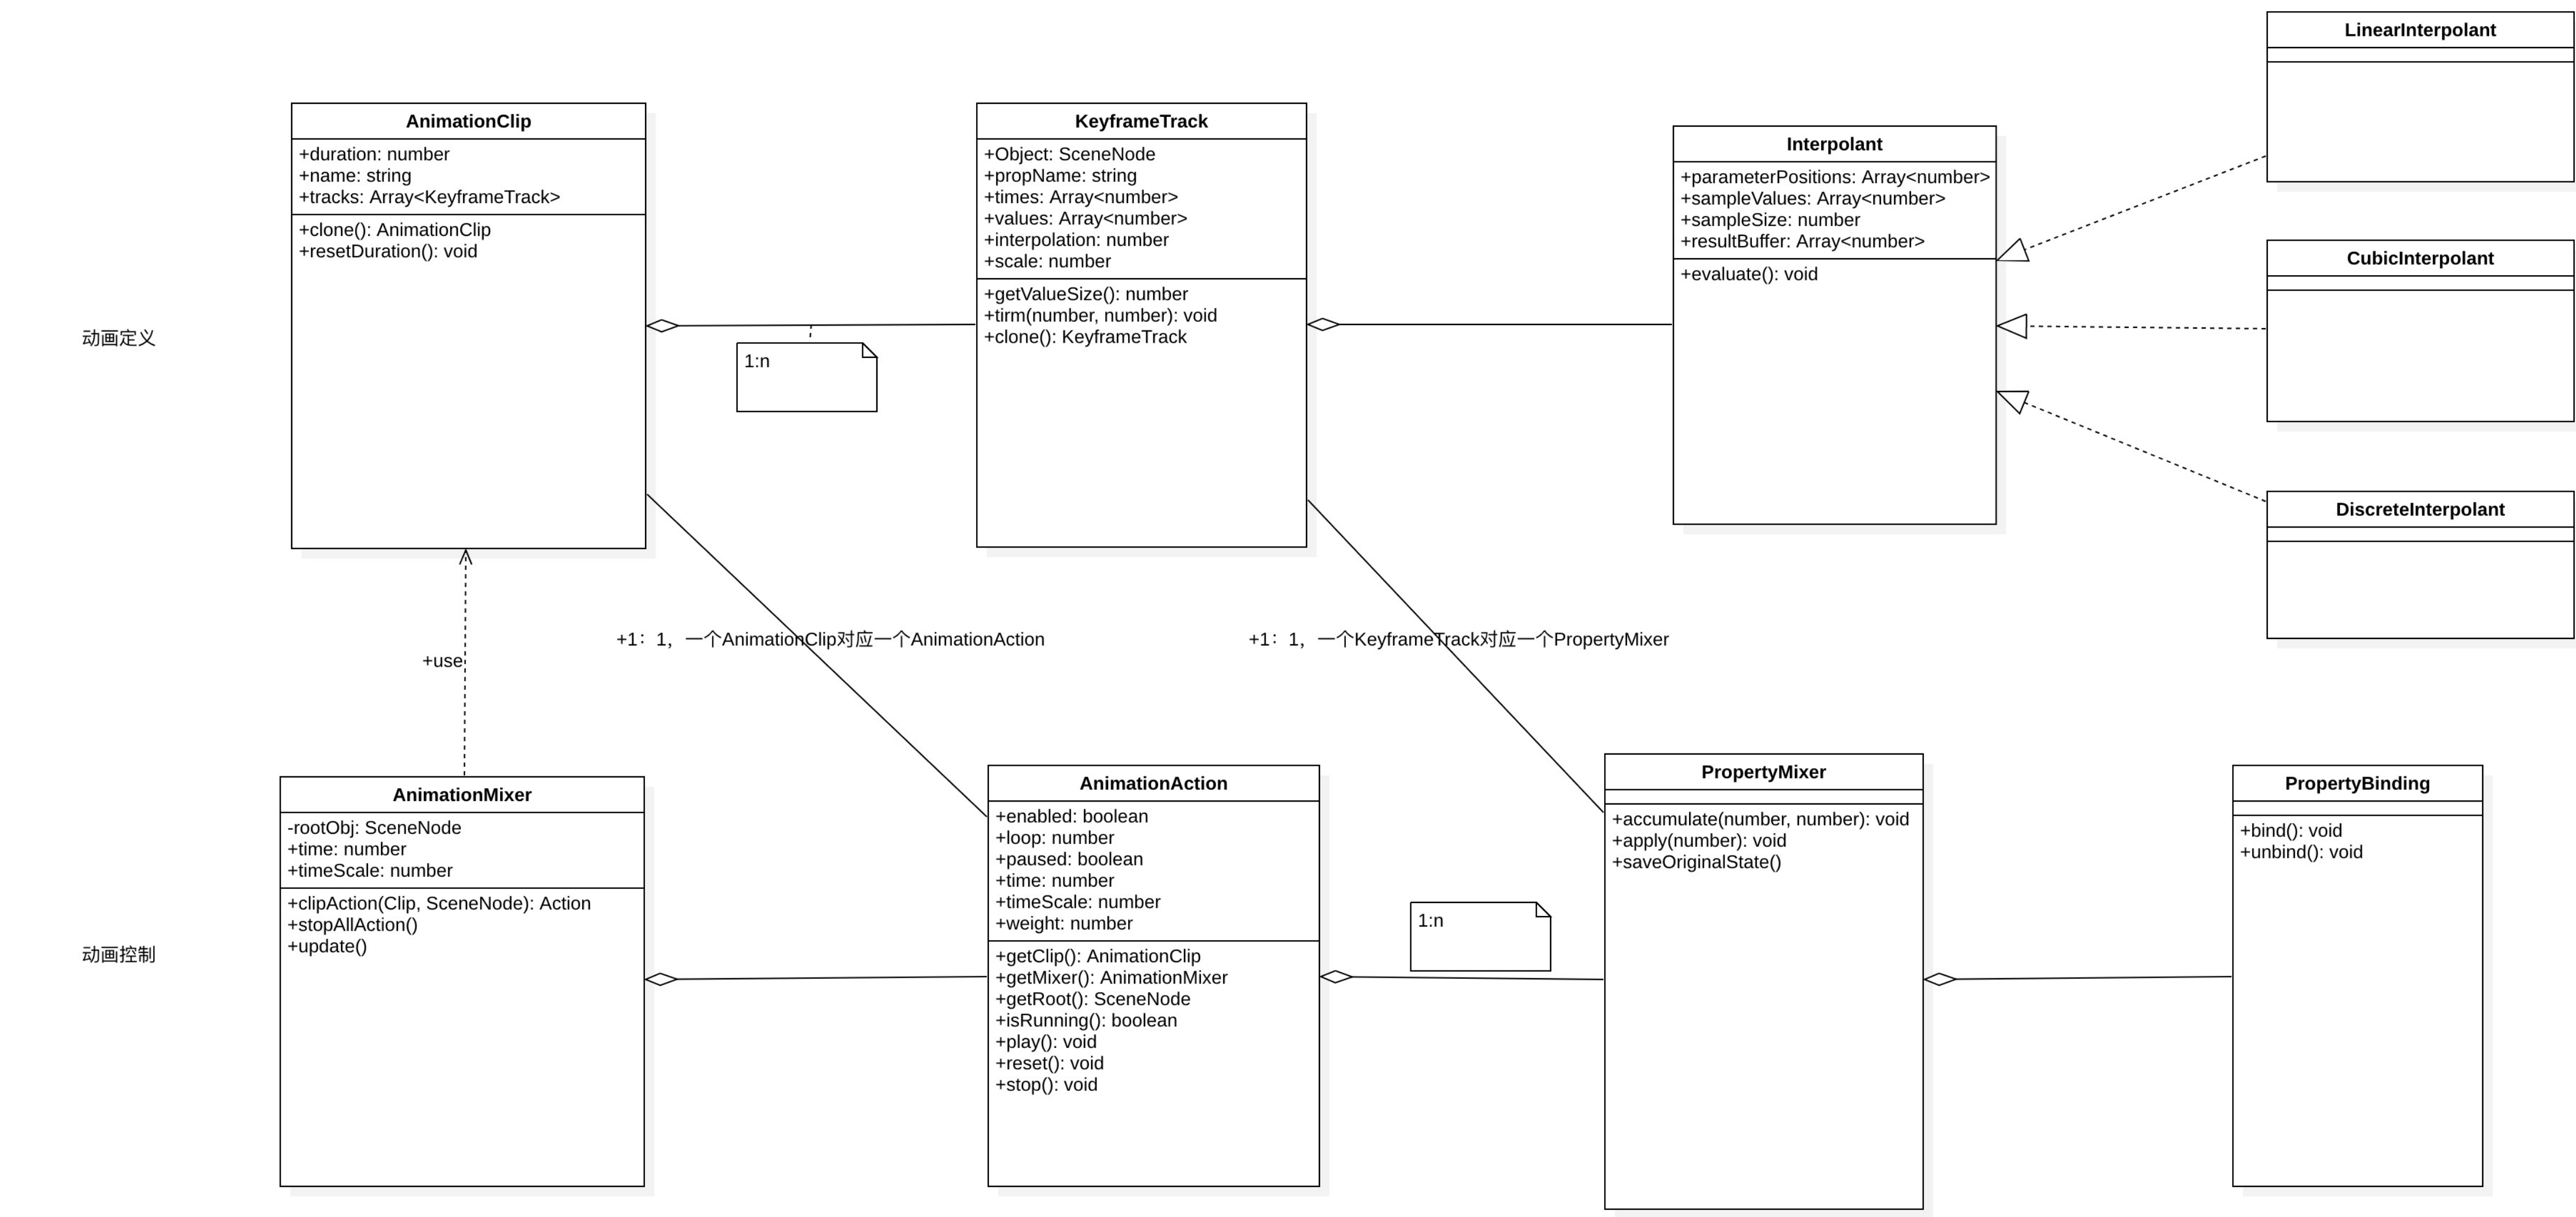 动画定义
AnimationClip
+duration: number
+name: string
+tracks: Array<KeyframeTrack>
+clone(): AnimationClip
+resetDuration(): void
1:n
KeyframeTrack
+Object: SceneNode
+propName: string
+times: Array<number>
+values: Array<number>
+interpolation: number
+scale: number
+getValueSize(): number
+tirm(number, number): void
+clone(): KeyframeTrack
Interpolant
+parameterPositions: Array<number>
+sampleValues: Array<number>
+sampleSize: number
+resultBuffer: Array<number>
+evaluate(): void
LinearInterpolant
CubicInterpolant
DiscreteInterpolant
+use
+1：1，一个AnimationClip对应一个AnimationAction
+1：1，一个KeyframeTrack对应一个PropertyMixer
动画控制
AnimationMixer
-rootObj: SceneNode
+time: number
+timeScale: number
+clipAction(Clip, SceneNode): Action
+stopAllAction()
+update()
AnimationAction
+enabled: boolean
+loop: number
+paused: boolean
+time: number
+timeScale: number
+weight: number
+getClip(): AnimationClip
+getMixer(): AnimationMixer
+getRoot(): SceneNode
+isRunning(): boolean
+play(): void
+reset(): void
+stop(): void
1:n
PropertyMixer
+accumulate(number, number): void
+apply(number): void
+saveOriginalState()
PropertyBinding
+bind(): void
+unbind(): void